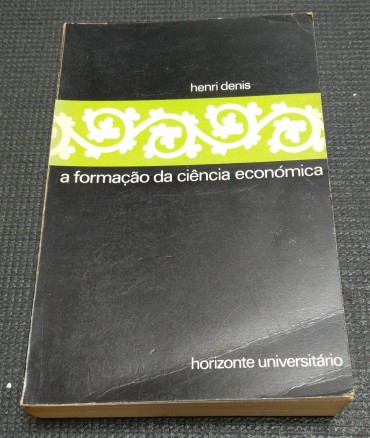 henri denis
a formação da ciência económica
horizonte universitário